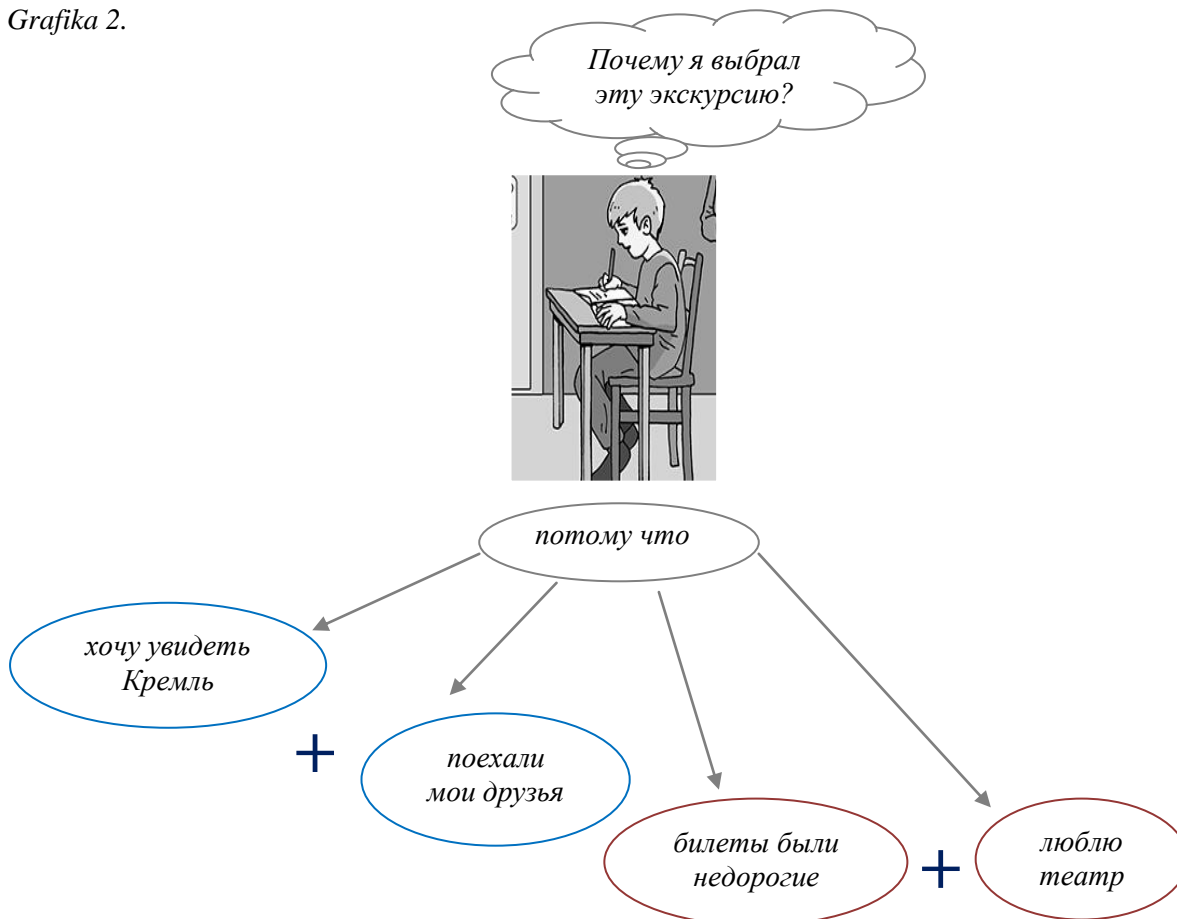 Grafika 2.
Почему я выбрал
эту экскурсию?
потому что
хочу увидеть
Кремль
+
поехали
мои друзья
билеты были
недорогие
+
люблю
театр